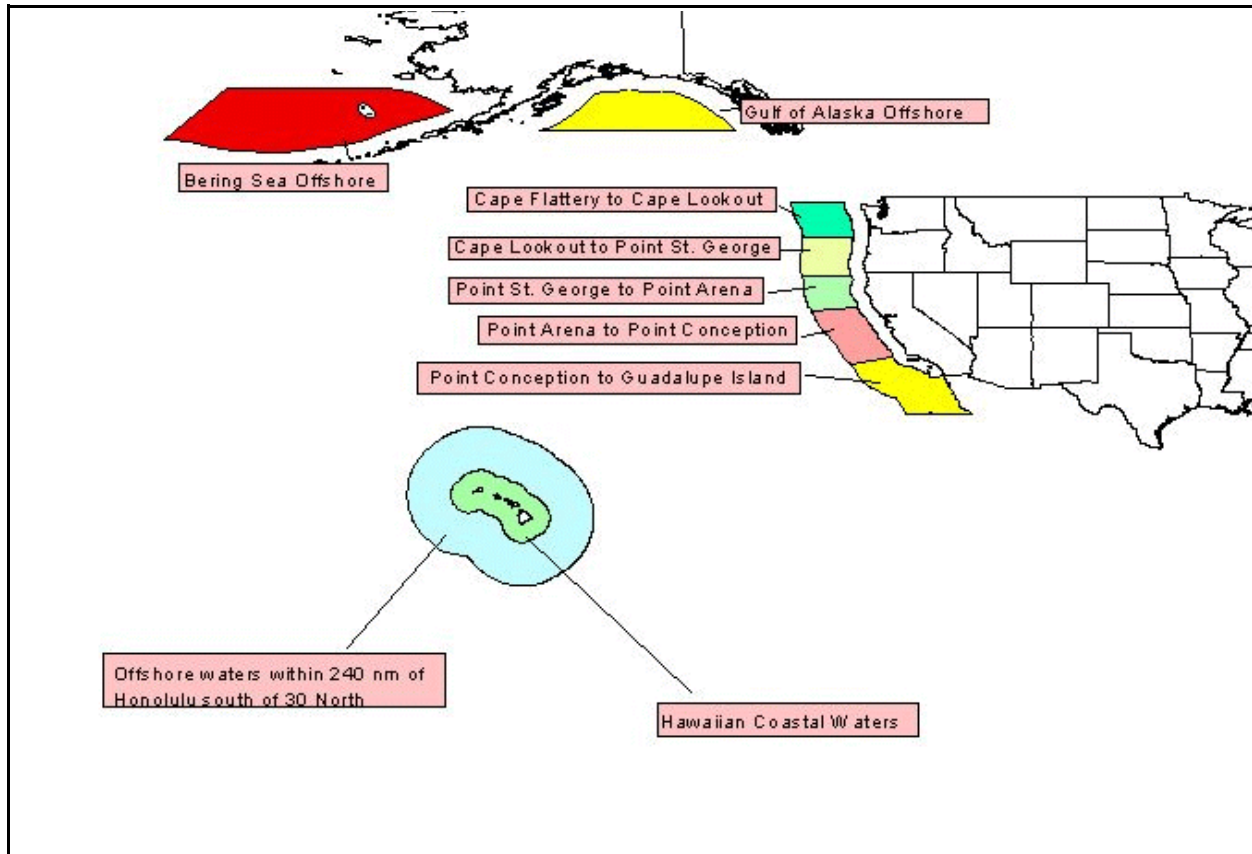 Gulf of Alaska Offshore
Bering Sea Offshore
Cape Flattery to Cape Lookout
Cape Lookout to Point St. George
Point St. George to Point Arena
Point Arena to Point Conception
Point Conception to Guadalupe Island
Offshore waters within 240 nm of
Honolulu south of 30 North
Hawaiian Coastal Waters